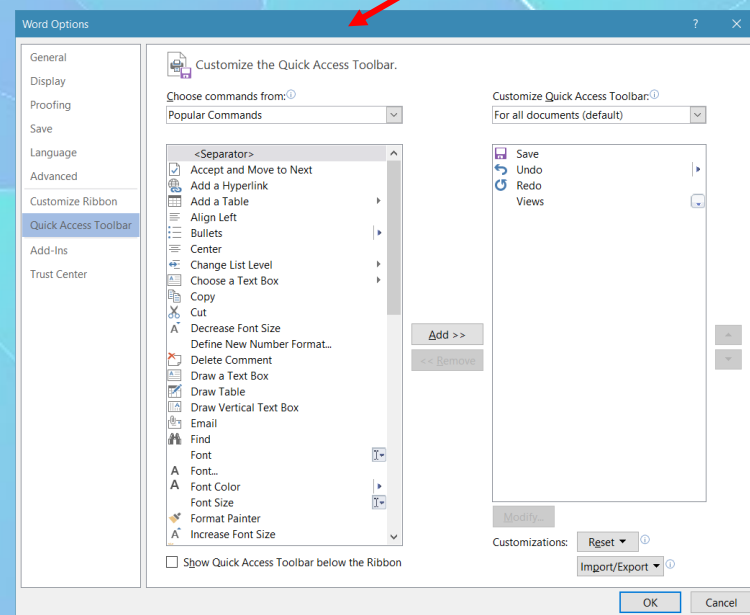 Word Options
General
Display
Proofing
Save
Language
Advanced
Customize Ribbon
Quick Access Toolbar
Add-Ins
Trust Center
Customize the Quick Access Toolbar.
Choose commands from:
Popular Commands
<Separator>
Accept and Move to Next
Add a Hyperlink
Add a Table
Align Left
Bullets
Center
Change List Level
Choose a Text Box
Copy
Cut
Decrease Font Size
Define New Number Format...
Delete Comment
Draw a Text Box
Draw Table
Draw Vertical Text Box
Email
Find
Font
Font...
Font Color
Font Size
Format Painter
Increase Font Size
Show Quick Access Toolbar below the Ribbon
Add >>
<< Remove
Customize Quick Access Toolbar:
For all documents (default)
Save
Undo
Redo
Views
Modify...
Customizations: Reset
Import/Export
OK Cancel